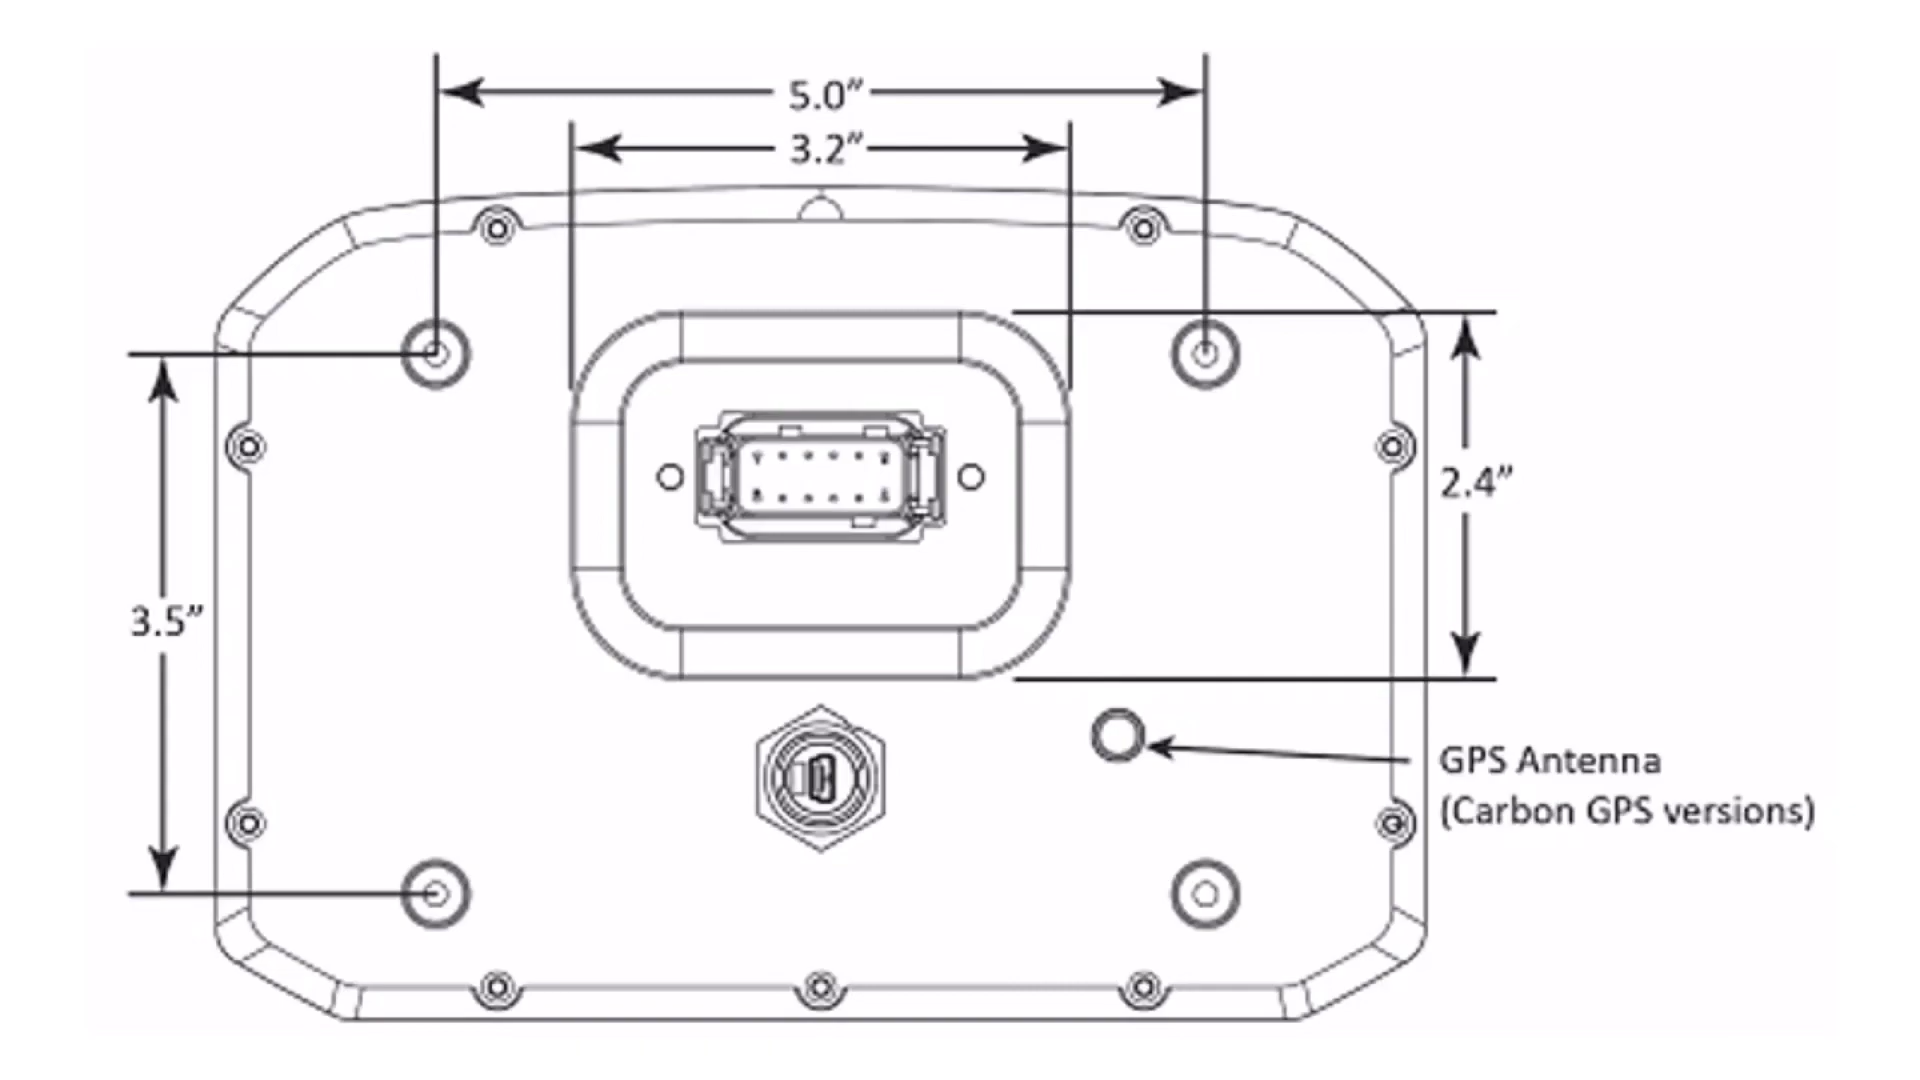 5.0”
3.2”
2.4”
3.5”
GPS Antenna
(Carbon GPS versions)